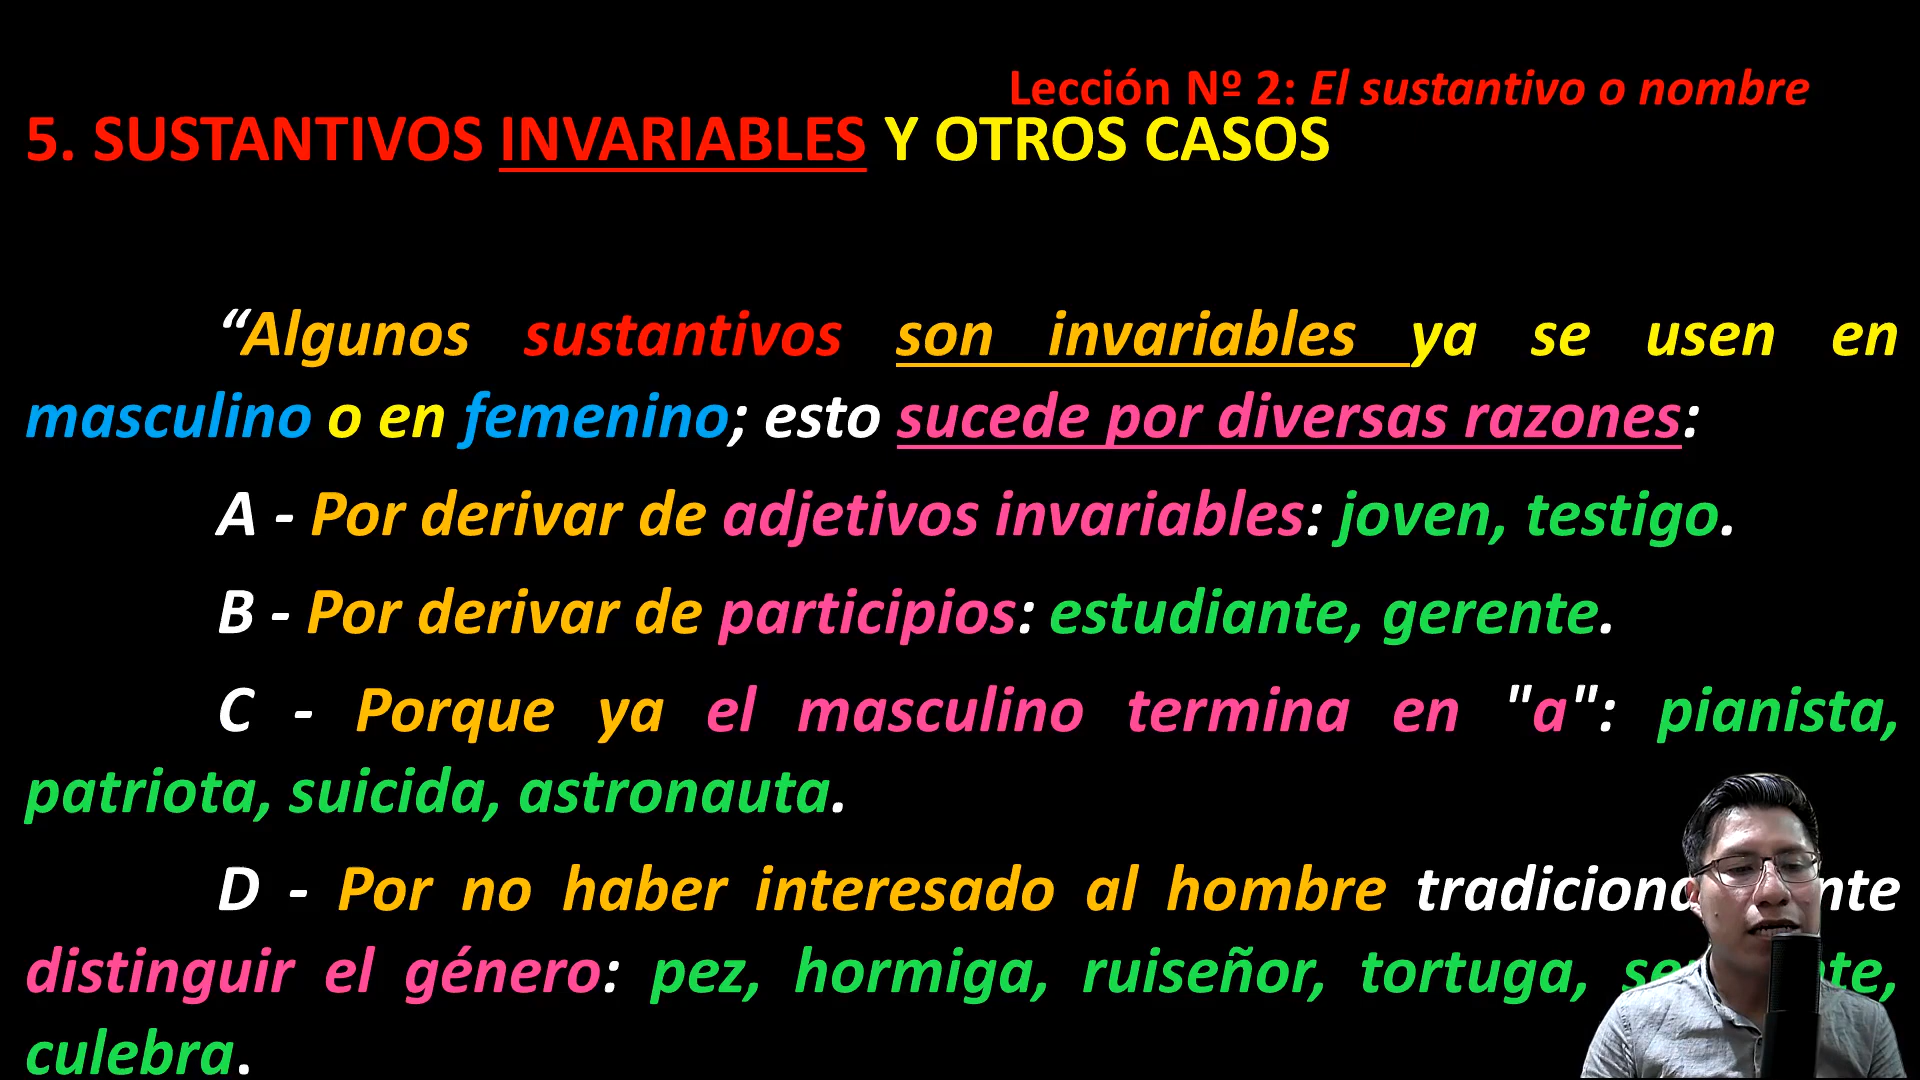 Lección Nº 2: El sustantivo o nombre
5. SUSTANTIVOS INVARIABLES Y OTROS CASOS
“Algunos sustantivos son invariables ya se usen en
masculino o en femenino; esto sucede por diversas razones:
A - Por derivar de adjetivos invariables: joven, testigo.
B - Por derivar de participios: estudiante, gerente.
C - Porque ya el masculino termina en "a": pianista,
patriota, suicida, astronauta.
D - Por no haber interesado al hombre
distinguir el género: pez, hormiga, ruiseñor, tortuga,
culebra.